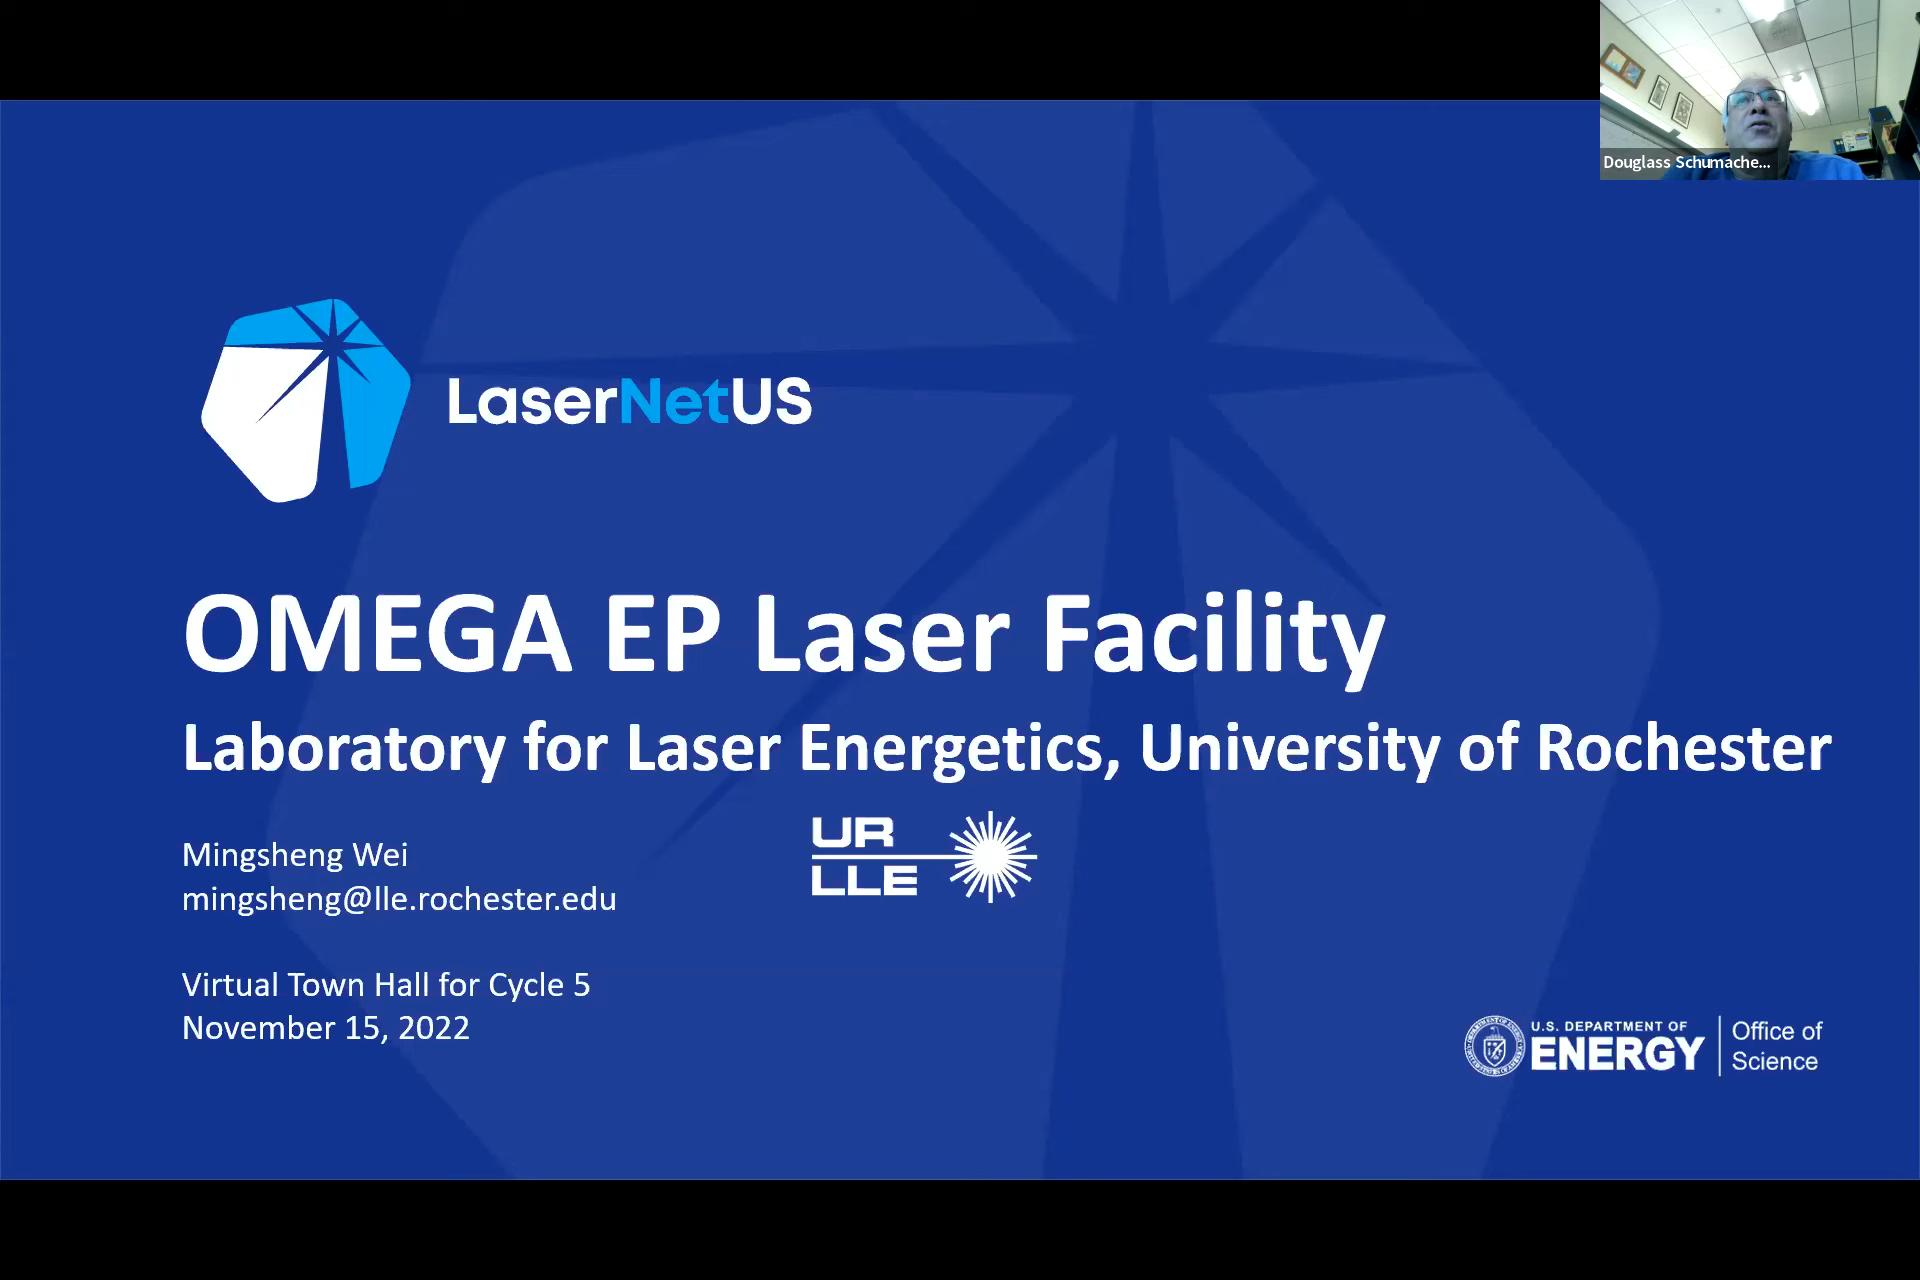 Douglass Schumache...
LaserNetUS
OMEGA EP Laser Facility
Laboratory for Laser Energetics, University of Rochester
UR
LLE
Mingsheng Wei
mingsheng@lle.rochester.edu
Virtual Town Hall for Cycle 5
November 15, 2022
U.S. DEPARTMENT OF
ENERGY
Office of
Science